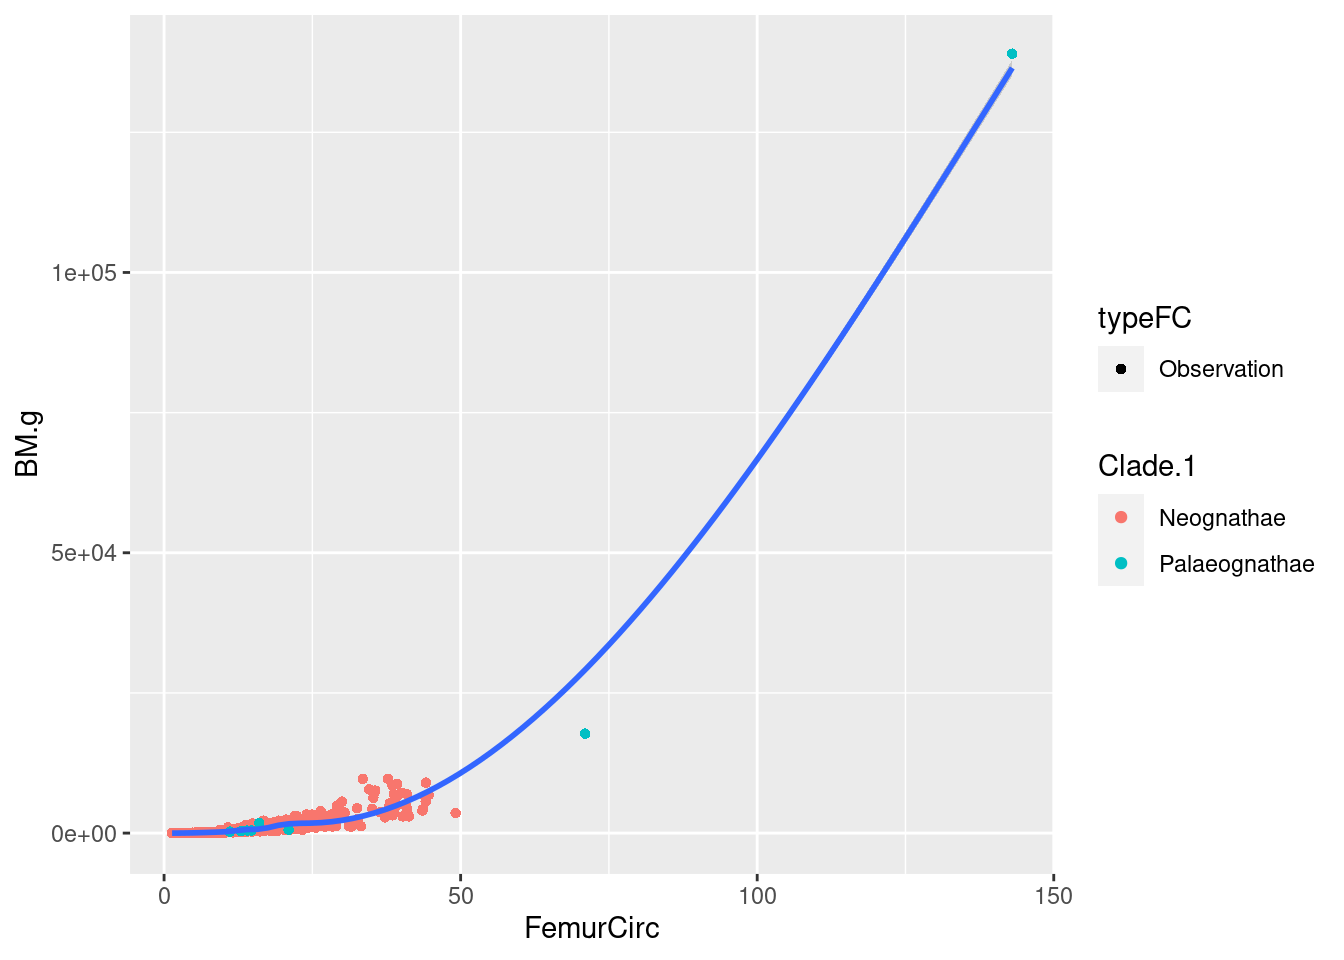 BM.g
1e+05
5e+04
0e+00
0
50
100
150
FemurCirc
typeFC
Observation
Clade.1
Neognathae
Palaeognathae